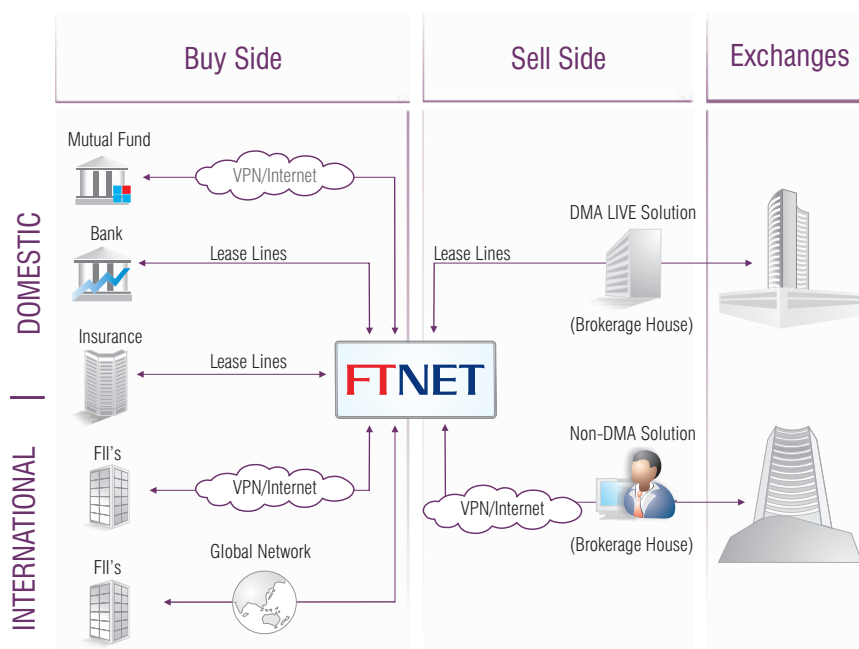 Buy Side
Sell Side
Exchanges
DOMESTIC
INTERNATIONAL
Mutual Fund
VPN/Internet
Bank
Lease Lines
Insurance
Lease Lines
FII's
VPN/Internet
FII's
Global Network
FTNET
DMA LIVE Solution
Lease Lines
(Brokerage House)
Non-DMA Solution
VPN/Internet
(Brokerage House)